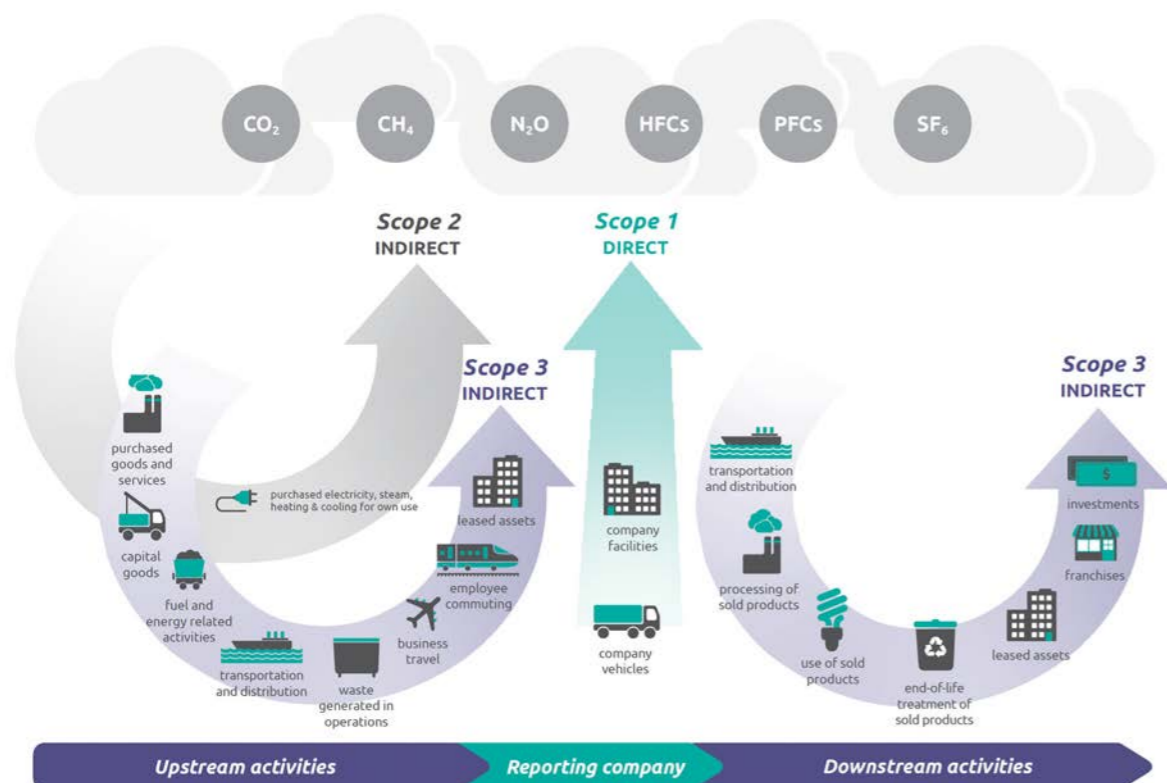 CO₂
CH₄
N₂O
HFCs
PFCs
SF₆
Scope 2
INDIRECT
Scope 1
DIRECT
Scope 3
INDIRECT
Scope 3
INDIRECT
purchased
goods and
services
capital
goods
fuel and
energy related
activities
transportation
and distribution
waste
generated in
operations
business
travel
employee
commuting
leased assets
purchased electricity, steam,
heating & cooling for own use
company
facilities
company
vehicles
transportation
and distribution
processing of
sold products
use of sold
products
end-of-life
treatment of
sold products
leased assets
franchises
$
investments
Upstream activities
Reporting company
Downstream activities